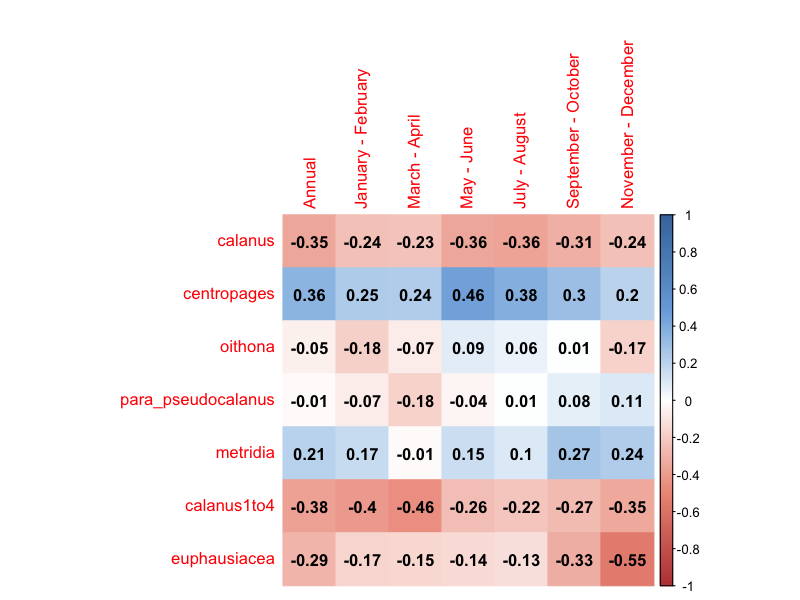 Annual January - February March - April May - June July - August September - October November - December
calanus -0.35 -0.24 -0.23 -0.36 -0.36 -0.31 -0.24
centropages 0.36 0.25 0.24 0.46 0.38 0.3 0.2
oithona -0.05 -0.18 -0.07 0.09 0.06 0.01 -0.17
para_pseudocalanus -0.01 -0.07 -0.18 -0.04 0.01 0.08 0.11
metridia 0.21 0.17 -0.01 0.15 0.1 0.27 0.24
calanus1to4 -0.38 -0.4 -0.46 -0.26 -0.22 -0.27 -0.35
euphausiacea -0.29 -0.17 -0.15 -0.14 -0.13 -0.33 -0.55
1
0.8
0.6
0.4
0.2
0
-0.2
-0.4
-0.6
-0.8
-1